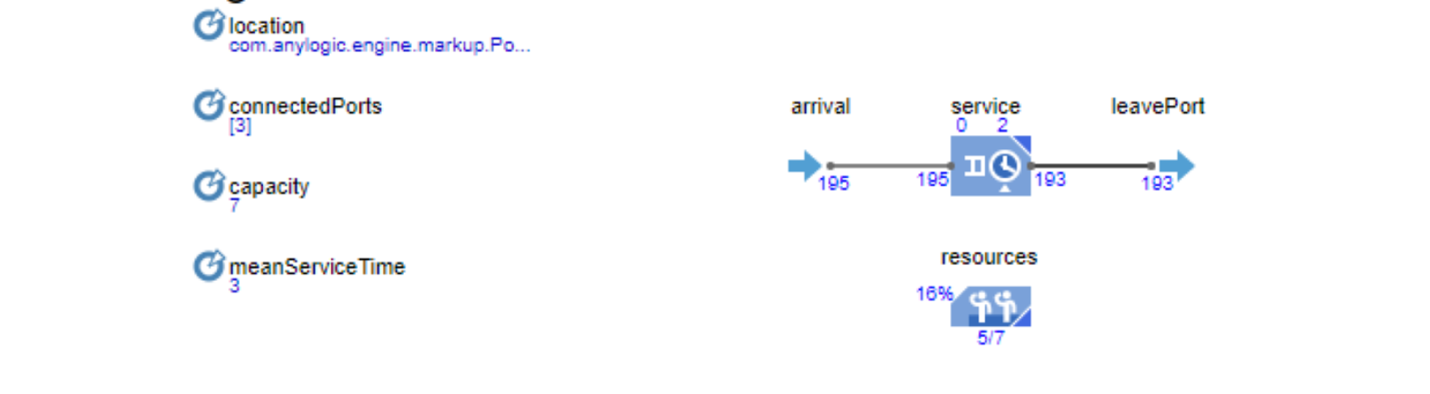 location
com.anylogic.engine.markup.Po...
connectedPorts
[3]
capacity
7
meanServiceTime
3
arrival
service
leavePort
0 2
195
195
193
193
resources
16%
5/7